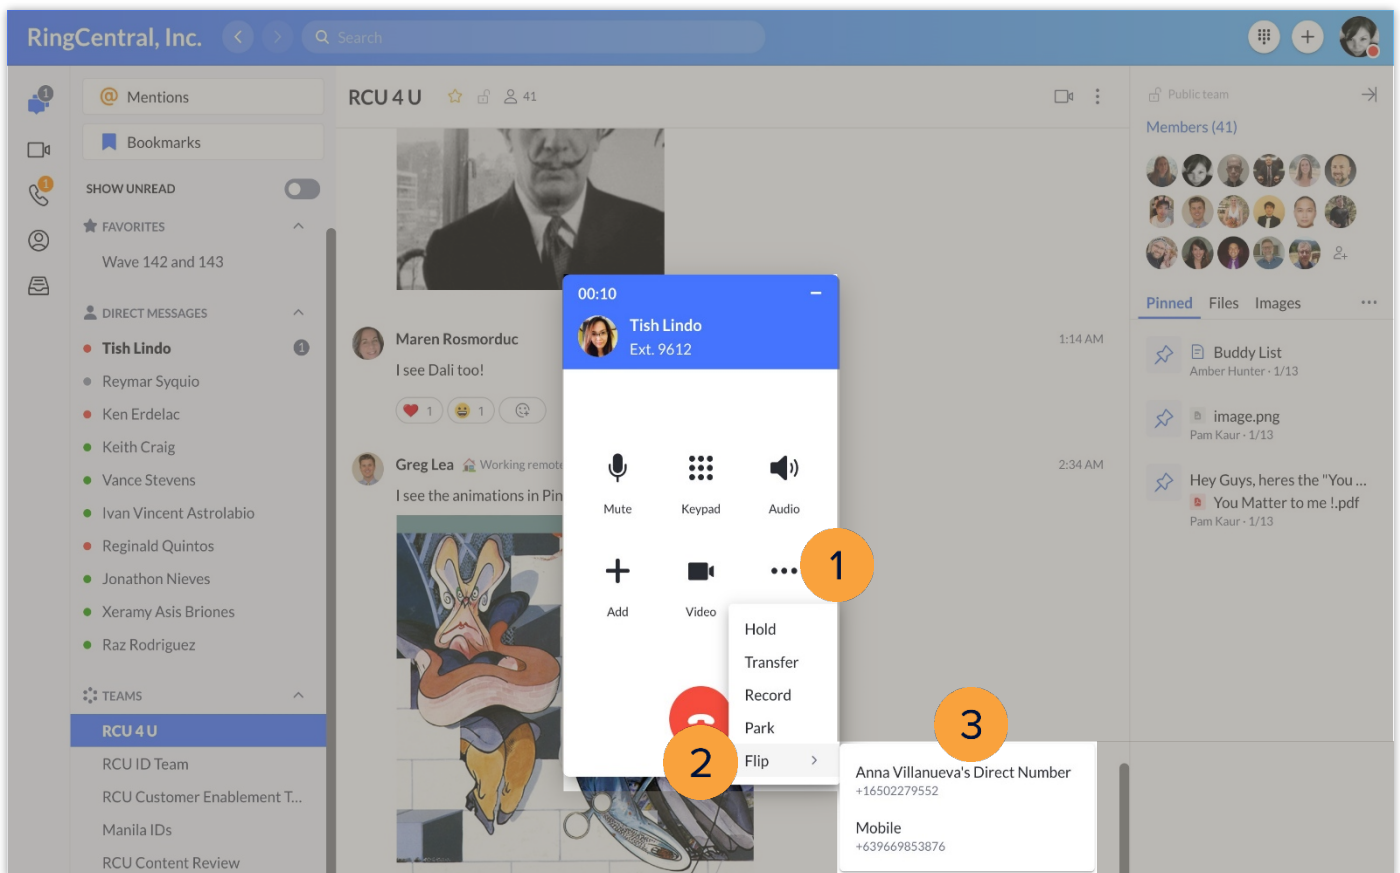 RingCentral, Inc.
Search
1
Mentions
Bookmarks
SHOW UNREAD
1
FAVORITES
Wave 142 and 143
DIRECT MESSAGES
Tish Lindo 1
Reymar Syquio
Ken Erdelac
Keith Craig
Vance Stevens
Ivan Vincent Astrolabio
Reginald Quintos
Jonathon Nieves
Xeramy Asis Briones
Raz Rodriguez
TEAMS
RCU 4 U
RCU ID Team
RCU Customer Enablement T...
Manila IDs
RCU Content Review
RCU 4 U 41
Maren Rosmorduc 1:14 AM
I see Dali too!
1 1
Greg Lea Working remote 2:34 AM
I see the animations in Pin
00:10
Tish Lindo
Ext. 9612
Mute Keypad Audio
1
Add Video
Hold
Transfer
Record
Park
2 Flip
3
Anna Villanueva's Direct Number
+16502279552
Mobile
+639669853876
Public team
Members (41)
Pinned Files Images
Buddy List
Amber Hunter · 1/13
image.png
Pam Kaur · 1/13
Hey Guys, heres the "You ...
You Matter to me !.pdf
Pam Kaur · 1/13